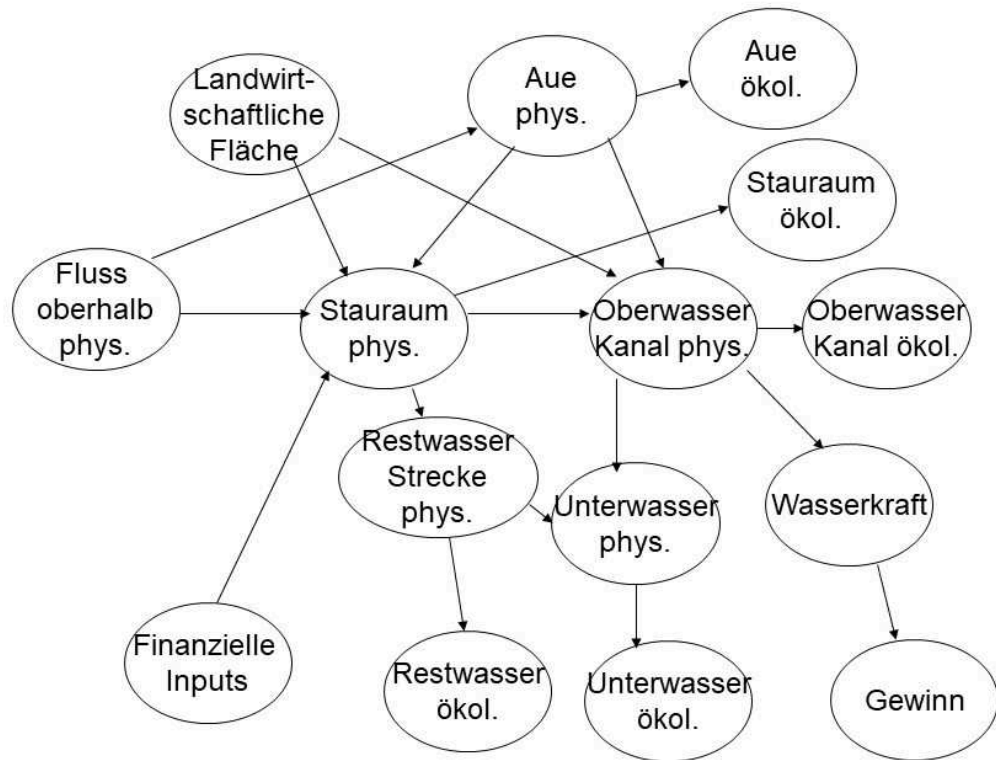 Landwirt-
schaftliche
Fläche
Aue
phys.
Aue
ökol.
Stauraum
ökol.
Fluss
oberhalb
phys.
Stauraum
phys.
Oberwasser
Kanal phys.
Oberwasser
Kanal ökol.
Restwasser
Strecke
phys.
Unterwasser
phys.
Wasserkraft
Finanzielle
Inputs
Restwasser
ökol.
Unterwasser
ökol.
Gewinn